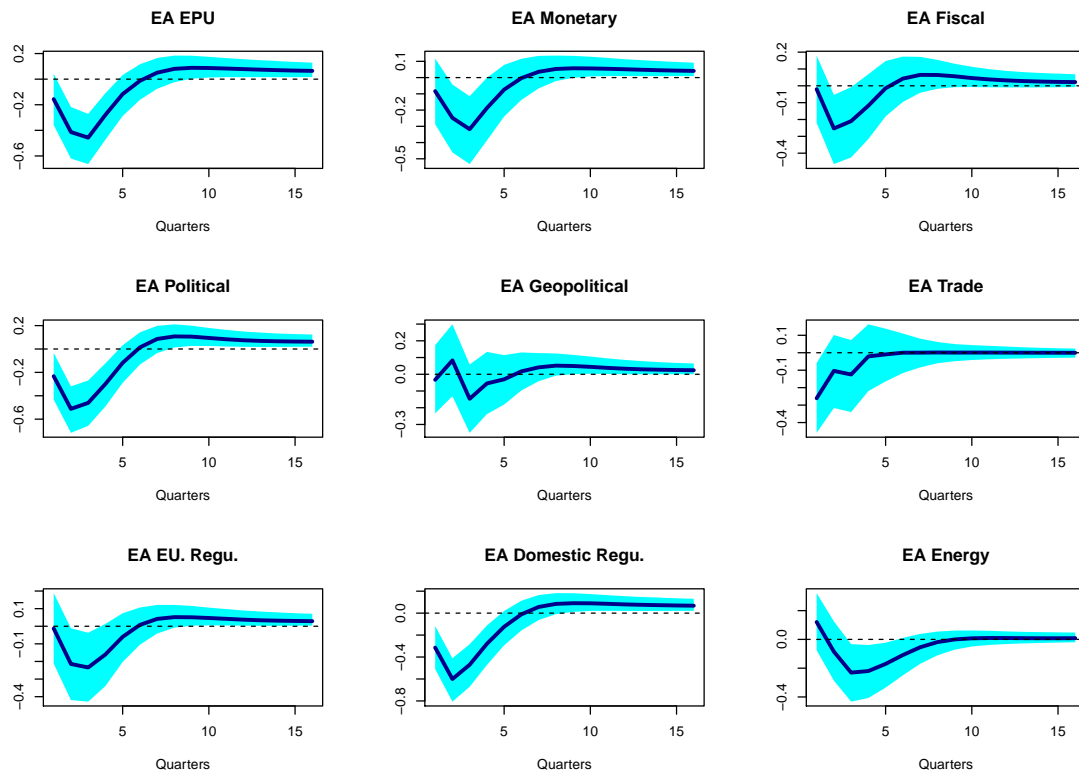 EA EPU
0.2
−0.2
−0.6
5
10
15
Quarters
EA Monetary
0.1
−0.2
−0.5
5
10
15
Quarters
EA Fiscal
0.2
−0.1
−0.4
5
10
15
Quarters
EA Political
0.2
−0.2
−0.6
5
10
15
Quarters
EA Geopolitical
0.2
0.0
−0.3
5
10
15
Quarters
EA Trade
0.1
−0.1
−0.4
5
10
15
Quarters
EA EU. Regu.
0.1
−0.1
−0.4
5
10
15
Quarters
EA Domestic Regu.
0.0
−0.4
−0.8
5
10
15
Quarters
EA Energy
0.0
−0.4
5
10
15
Quarters